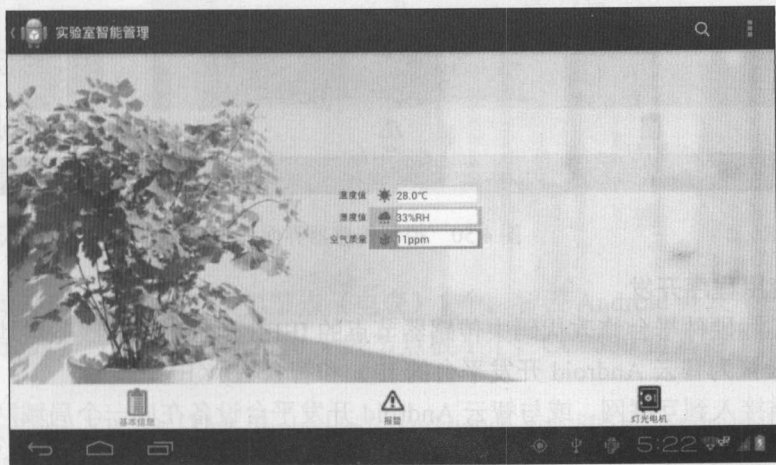 实验室智能管理
温度值 28.0℃
湿度值 33%RH
空气质量 11ppm
基本信息
报警
灯光电机
5:22